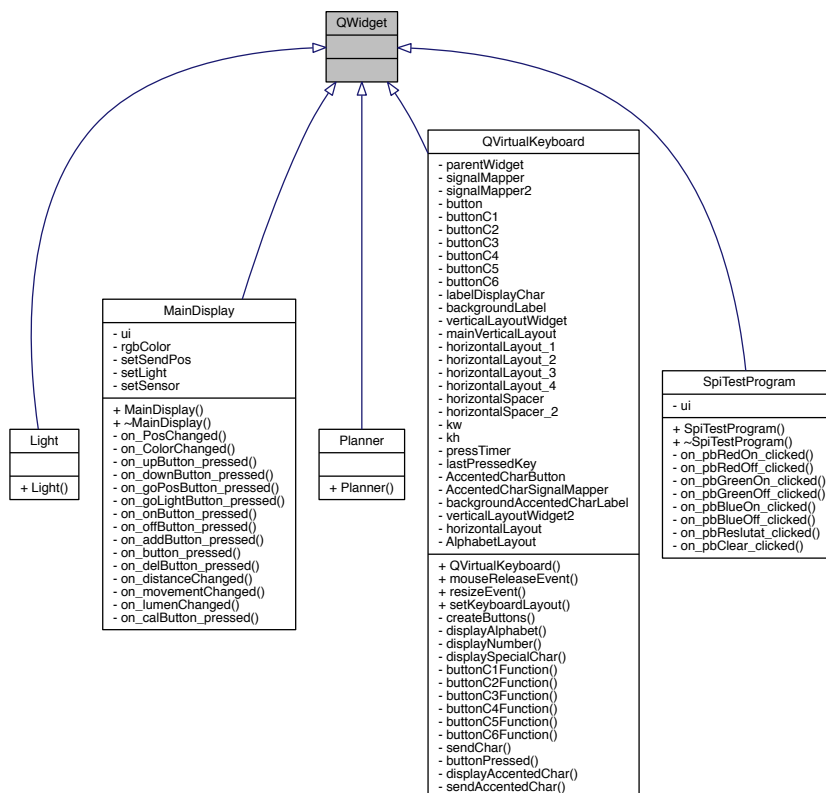 QWidget
QVirtualKeyboard
- parentWidget
- signalMapper
- signalMapper2
- button
- buttonC1
- buttonC2
- buttonC3
- buttonC4
- buttonC5
- buttonC6
- labelDisplayChar
- backgroundLabel
- verticalLayoutWidget
- mainVerticalLayout
- horizontalLayout_1
- horizontalLayout_2
- horizontalLayout_3
- horizontalLayout_4
- horizontalSpacer
- horizontalSpacer_2
- kw
- kh
- pressTimer
- lastPressedKey
- AccentedCharButton
- AccentedCharSignalMapper
- backgroundAccentedCharLabel
- verticalLayoutWidget2
- horizontalLayout
- AlphabetLayout
+ QVirtualKeyboard()
+ mouseReleaseEvent()
+ resizeEvent()
+ setKeyboardLayout()
- createButtons()
- displayAlphabet()
- displayNumber()
- displaySpecialChar()
- buttonC1Function()
- buttonC2Function()
- buttonC3Function()
- buttonC4Function()
- buttonC5Function()
- buttonC6Function()
- sendChar()
- buttonPressed()
- displayAccentedChar()
- sendAccentedChar()
MainDisplay
- ui
- rgbColor
- setSendPos
- setLight
- setSensor
+ MainDisplay()
+ ~MainDisplay()
- on_PosChanged()
- on_ColorChanged()
- on_upButton_pressed()
- on_downButton_pressed()
- on_goPosButton_pressed()
- on_goLightButton_pressed()
- on_onButton_pressed()
- on_offButton_pressed()
- on_addButton_pressed()
- on_button_pressed()
- on_delButton_pressed()
- on_distanceChanged()
- on_movementChanged()
- on_lumenChanged()
- on_calButton_pressed()
SpiTestProgram
- ui
+ SpiTestProgram()
+ ~SpiTestProgram()
- on_pbRedOn_clicked()
- on_pbRedOff_clicked()
- on_pbGreenOn_clicked()
- on_pbGreenOff_clicked()
- on_pbBlueOn_clicked()
- on_pbBlueOff_clicked()
- on_pbReslutat_clicked()
- on_pbClear_clicked()
Light
+ Light()
Planner
+ Planner()